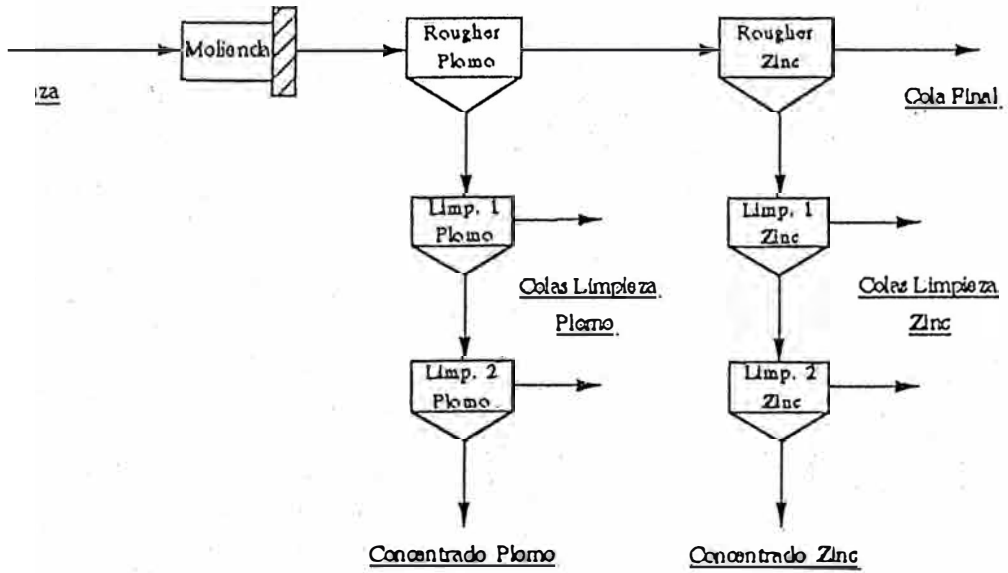 Molienda
Rougher
Plomo
Rougher
Zinc
eza
Cola Final
Limp. 1
Plomo
Limp. 1
Zinc
Colas Limpieza
Plomo
Colas Limpieza
Zinc
Limp. 2
Plomo
Limp. 2
Zinc
Concentrado Plomo
Concentrado Zinc